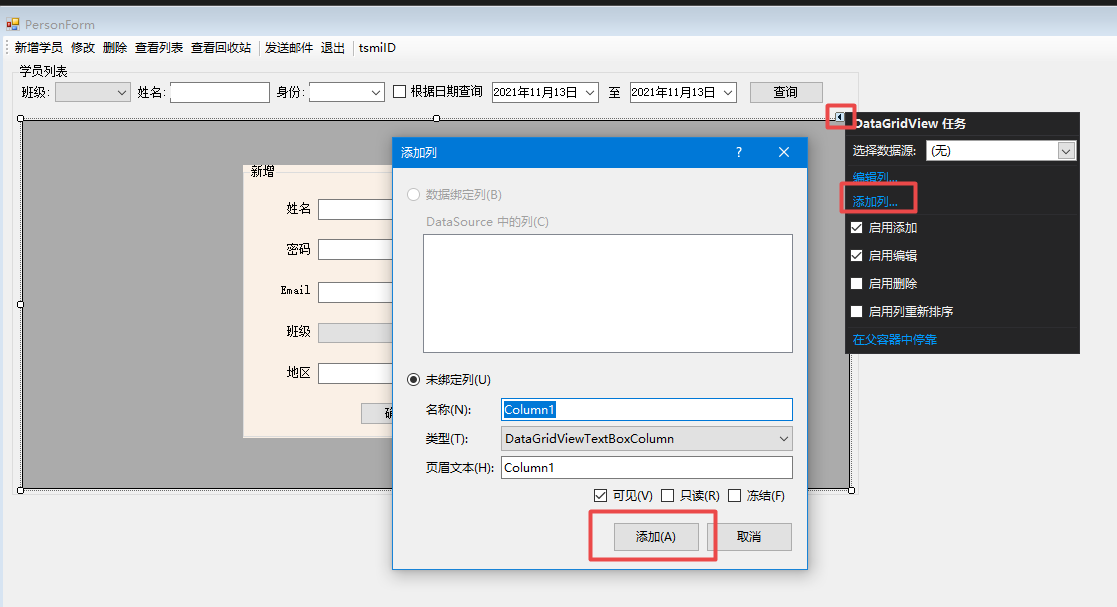 PersonForm
新增学员 修改 删除 查看列表 查看回收站 发送邮件 退出 tsmiID
学员列表
班级: 姓名: 身份: 根据日期查询 2021年11月13日 至 2021年11月13日 查询
DataGridView 任务
选择数据源: (无)
编辑列...
添加列...
启用添加
启用编辑
启用删除
启用列重新排序
在父容器中停靠
新增
姓名
密码
Email
班级
地区
确
添加列 ?
数据绑定列(B)
DataSource 中的列(C)
未绑定列(U)
名称(N): Column1
类型(T): DataGridViewTextBoxColumn
页眉文本(H): Column1
可见(V) 只读(R) 冻结(F)
添加(A) 取消